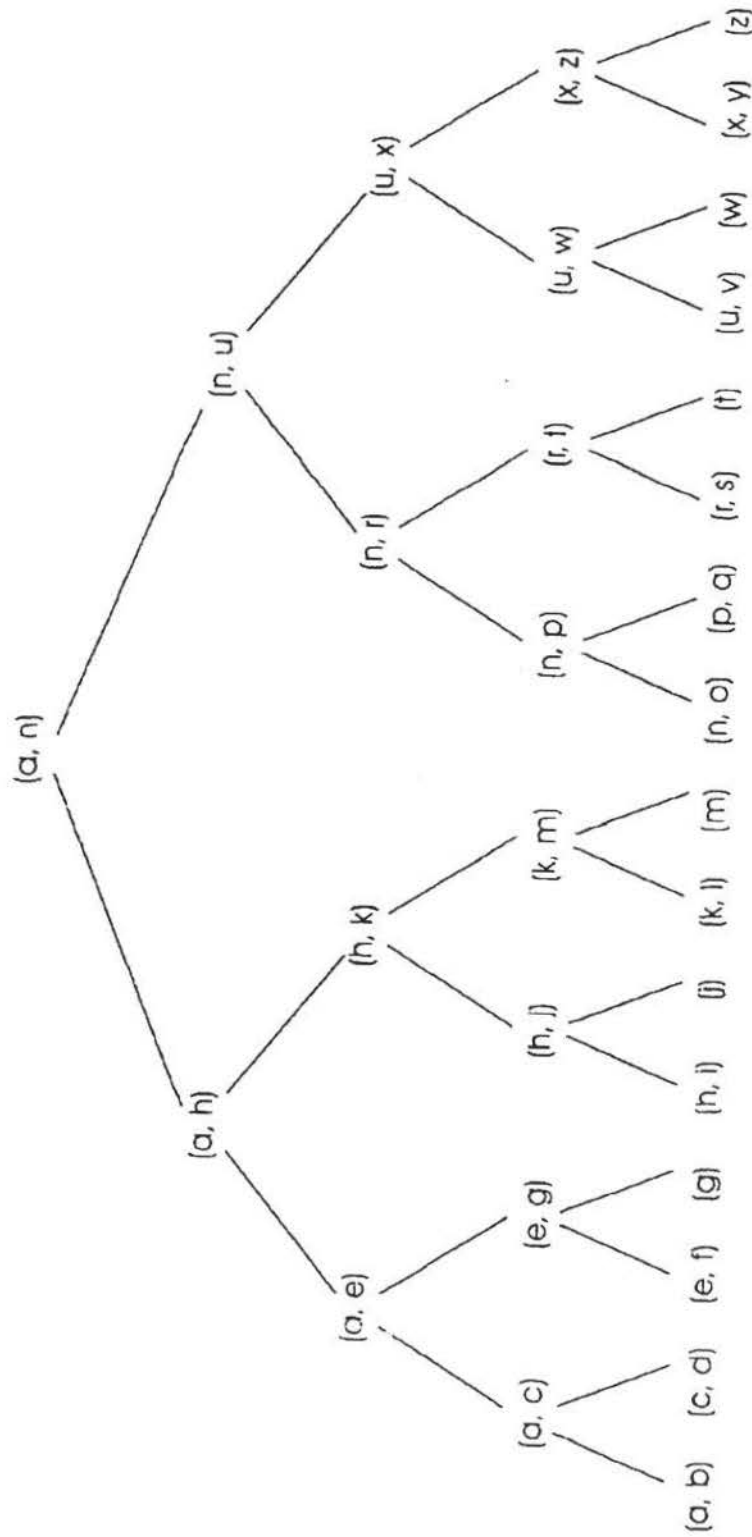 (a, n)
(a, h) (n, u)
(a, e) (h, k) (n, r) (u, x)
(a, c) (e, g) (h, j) (k, m) (n, p) (r, t) (u, w) (x, z)
(a, b) (c, d) (e, f) (g) (h, i) (j) (k, l) (m) (n, o) (p, q) (r, s) (t) (u, v) (w) (x, y) (z)